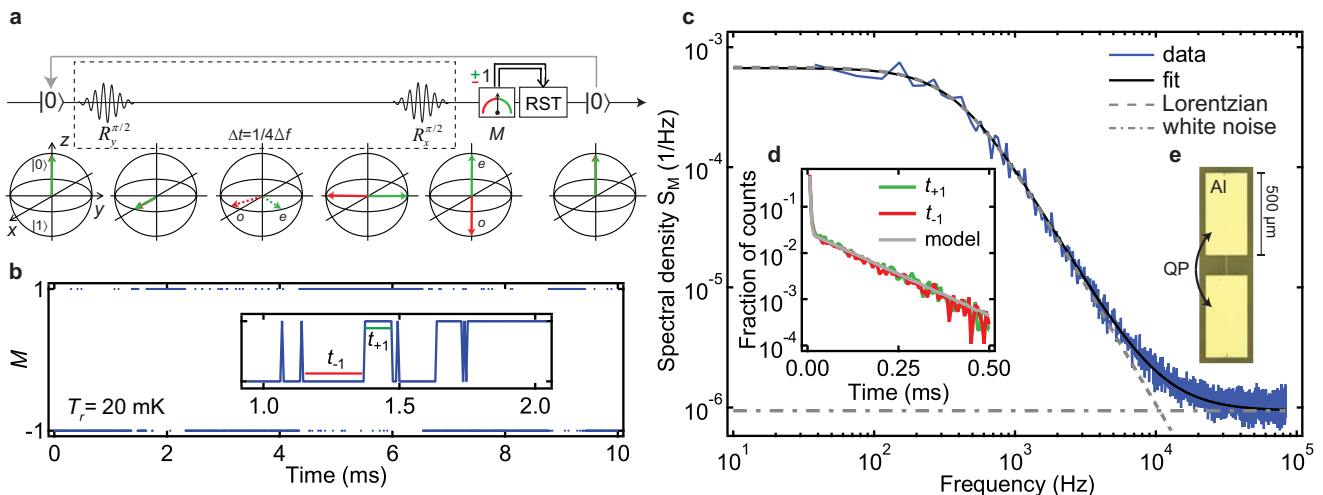 a
|0⟩
R_y^{π/2}
Δt=1/4Δf
R_x^{π/2}
±1
M
RST
|0⟩
z
|0⟩
y
x
|1⟩
o
e
e
o
b
1
M
-1
t_{-1}
t_{+1}
1.0
1.5
2.0
T_r= 20 mK
0
2
4
6
8
10
Time (ms)
c
Spectral density S_M (1/Hz)
10^{-3}
10^{-4}
10^{-5}
10^{-6}
10^1
10^2
10^3
10^4
10^5
Frequency (Hz)
data
fit
Lorentzian
white noise
d
Fraction of counts
10^{-1}
10^{-2}
10^{-3}
10^{-4}
t_{+1}
t_{-1}
model
0.00
0.25
0.50
Time (ms)
e
Al
500 μm
QP